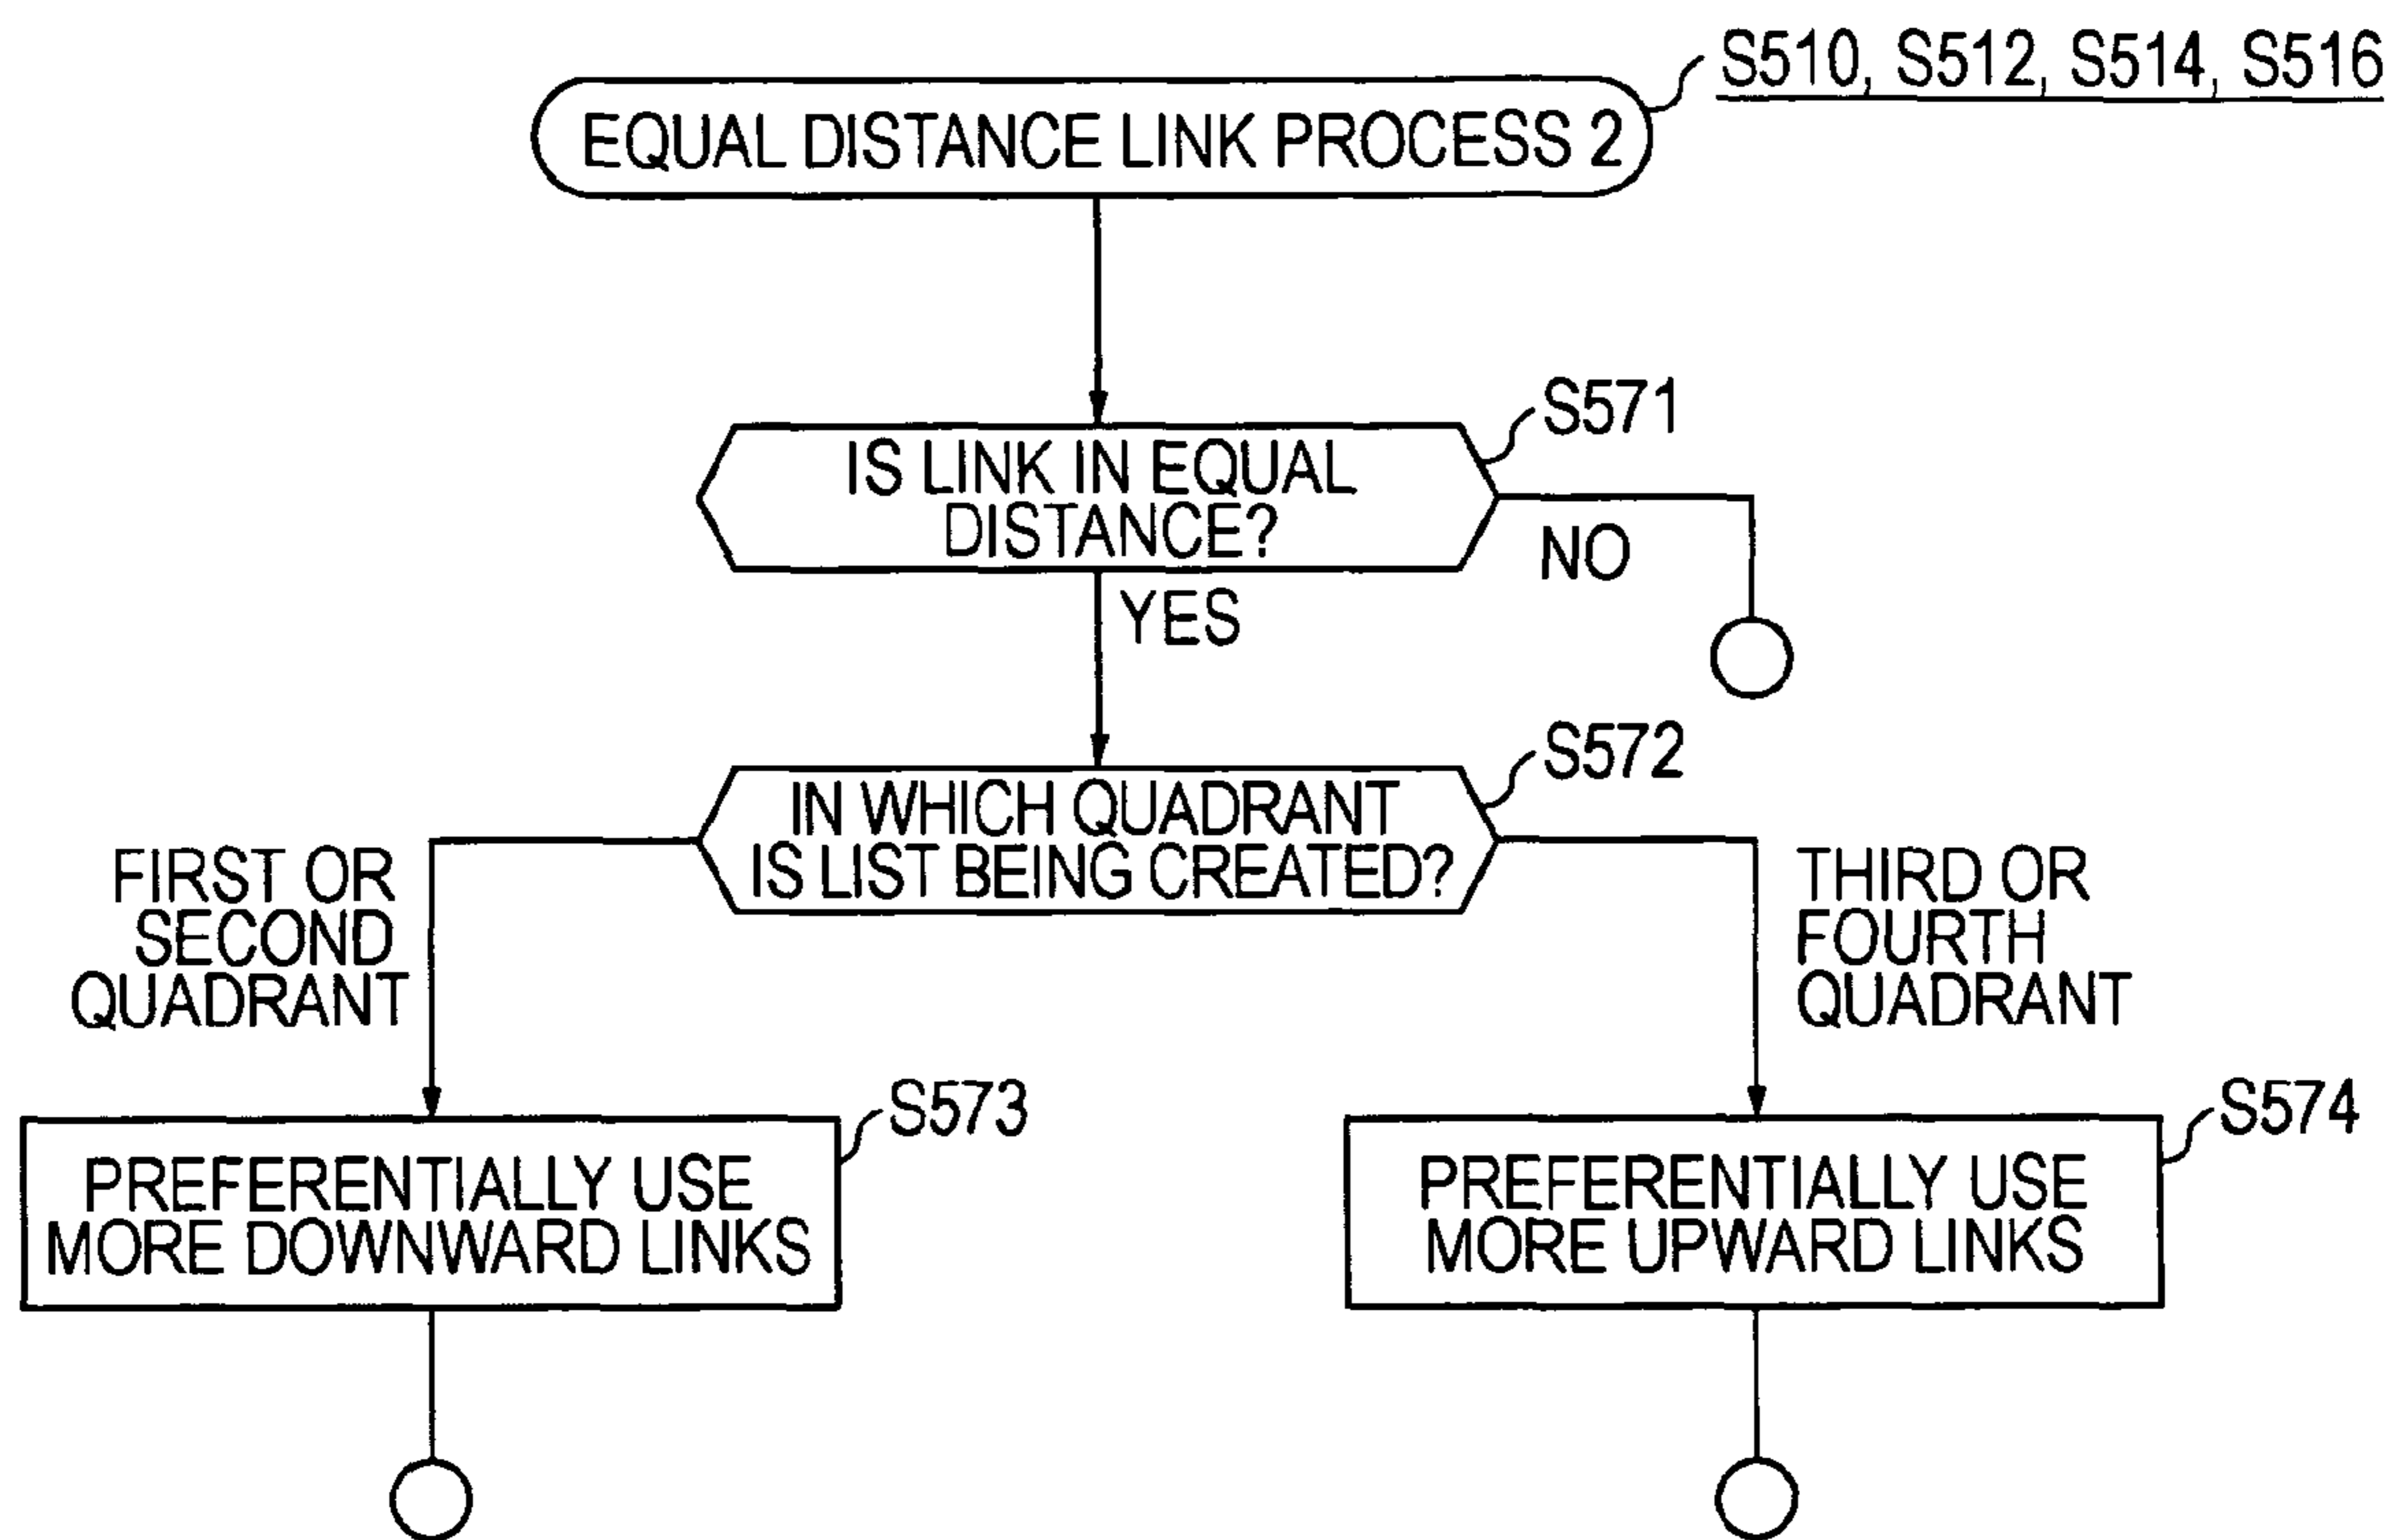 S510, S512, S514, S516
EQUAL DISTANCE LINK PROCESS 2
S571
IS LINK IN EQUAL
DISTANCE?
NO
YES
S572
IN WHICH QUADRANT
IS LIST BEING CREATED?
FIRST OR
SECOND
QUADRANT
THIRD OR
FOURTH
QUADRANT
S573
PREFERENTIALLY USE
MORE DOWNWARD LINKS
S574
PREFERENTIALLY USE
MORE UPWARD LINKS